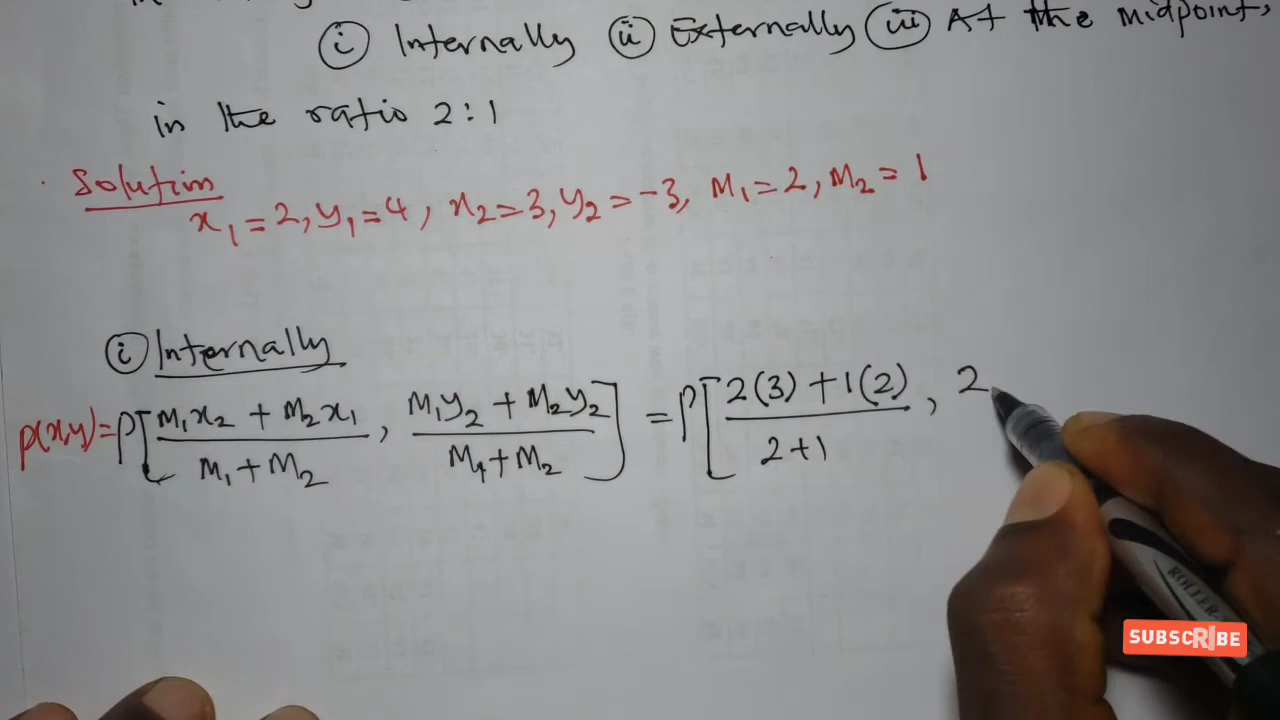 (i) Internally (ii) Externally (iii) At the midpoint,
in the ratio 2:1
Solution
x₁=2, y₁=4, x₂=3, y₂=-3, M₁=2, M₂=1
(i) Internally
P(x,y)=P[M₁x₂+M₂x₁/M₁+M₂, M₁y₂+M₂y₂/M₁+M₂] = P[2(3)+1(2)/2+1, 2
ROLLER
SUBSCRIBE